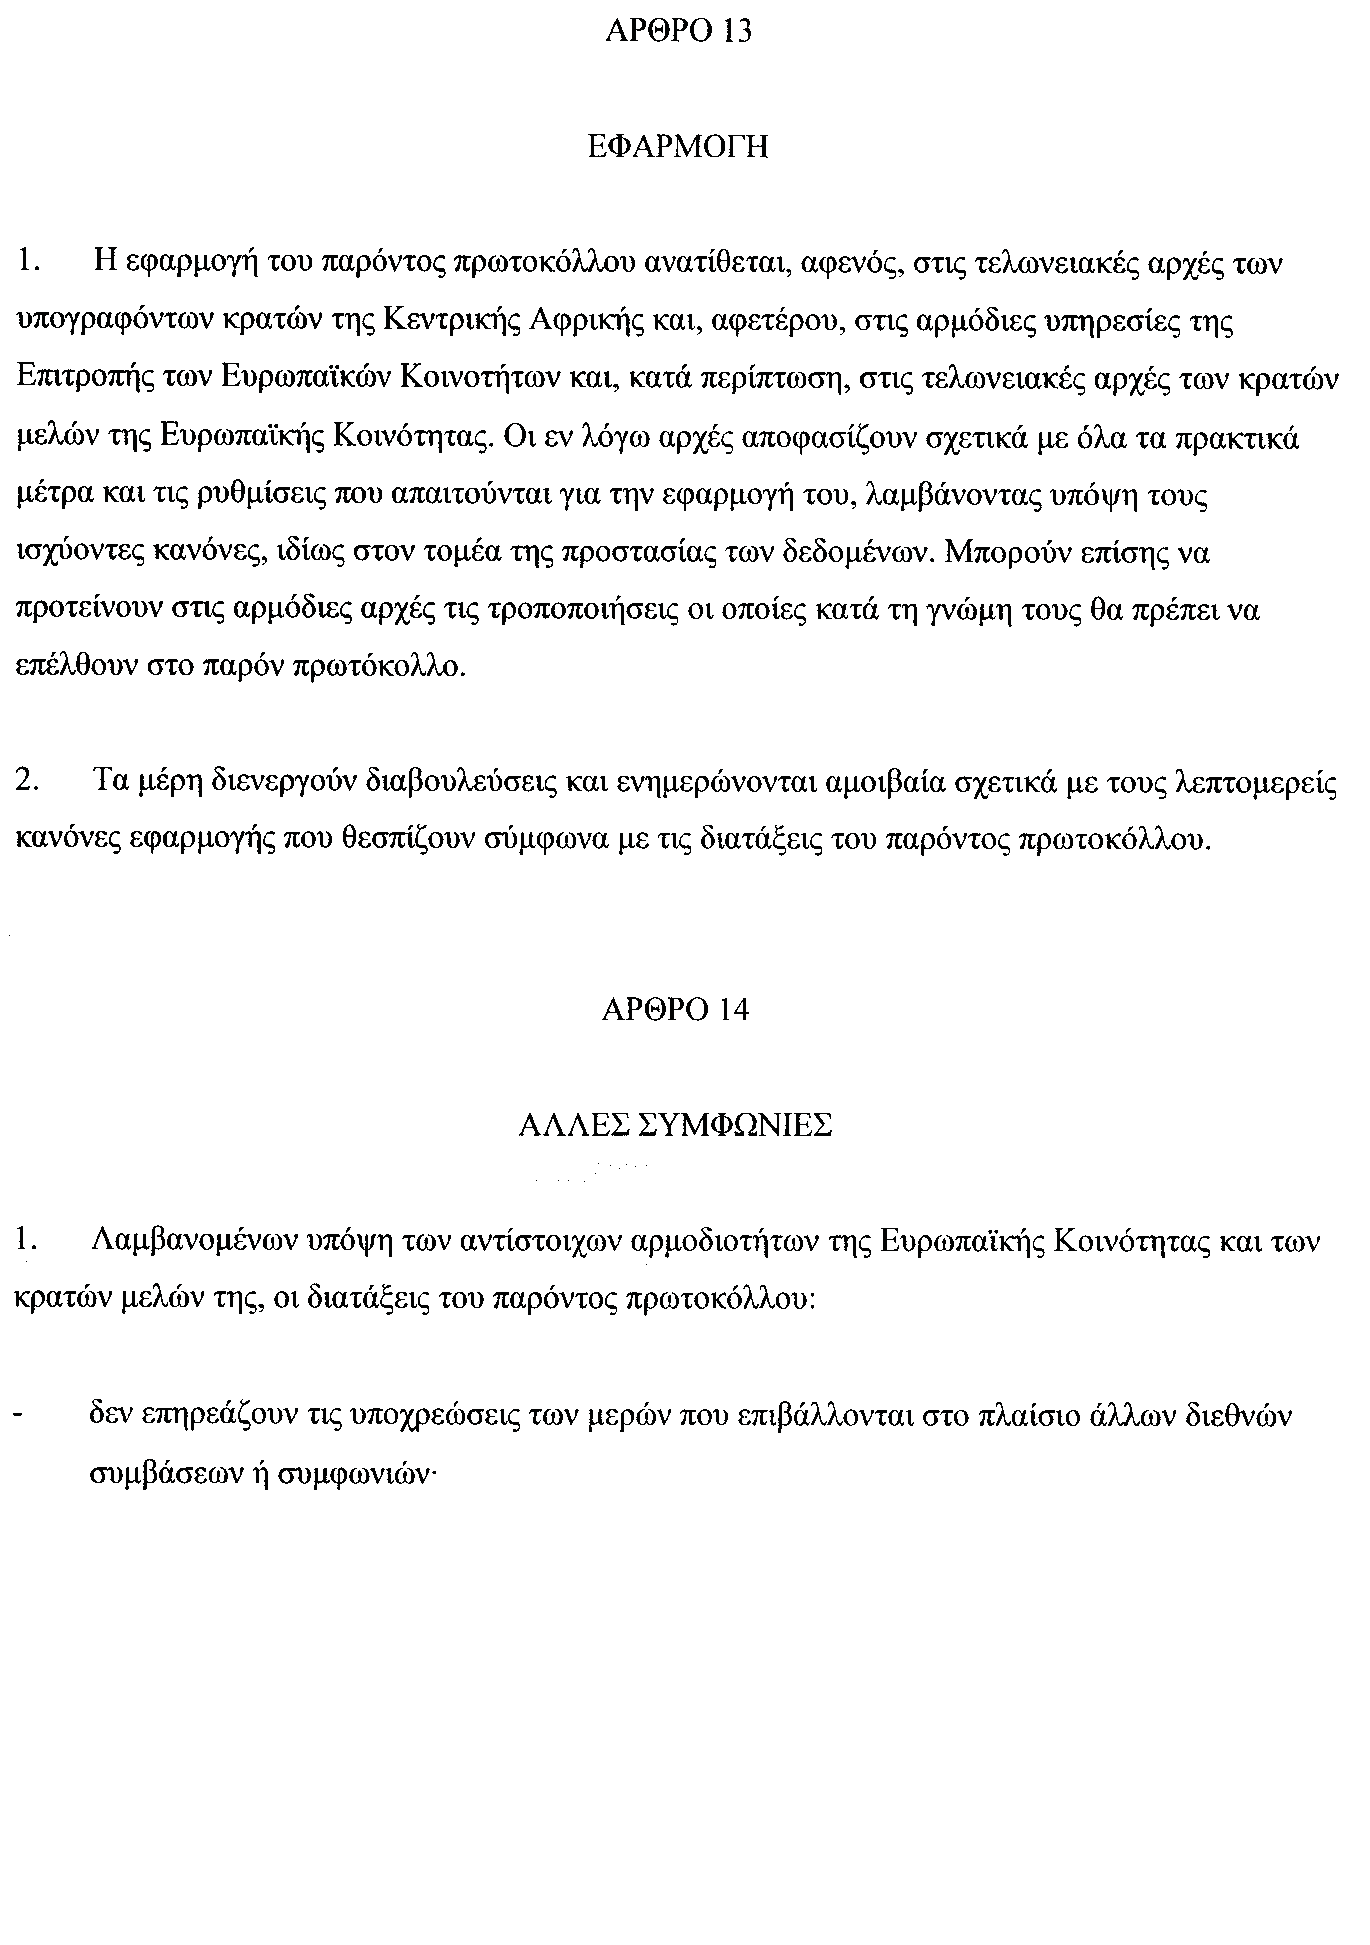 ΑΡΘΡΟ 13
ΕΦΑΡΜΟΓΗ
1. Η εφαρμογή του παρόντος πρωτοκόλλου ανατίθεται, αφενός, στις τελωνειακές αρχές των
υπογραφόντων κρατών της Κεντρικής Αφρικής και, αφετέρου, στις αρμόδιες υπηρεσίες της
Επιτροπής των Ευρωπαϊκών Κοινοτήτων και, κατά περίπτωση, στις τελωνειακές αρχές των κρατών
μελών της Ευρωπαϊκής Κοινότητας. Οι εν λόγω αρχές αποφασίζουν σχετικά με όλα τα πρακτικά
μέτρα και τις ρυθμίσεις που απαιτούνται για την εφαρμογή του, λαμβάνοντας υπόψη τους
ισχύοντες κανόνες, ιδίως στον τομέα της προστασίας των δεδομένων. Μπορούν επίσης να
προτείνουν στις αρμόδιες αρχές τις τροποποιήσεις οι οποίες κατά τη γνώμη τους θα πρέπει να
επέλθουν στο παρόν πρωτόκολλο.
2. Τα μέρη διενεργούν διαβουλεύσεις και ενημερώνονται αμοιβαία σχετικά με τους λεπτομερείς
κανόνες εφαρμογής που θεσπίζουν σύμφωνα με τις διατάξεις του παρόντος πρωτοκόλλου.
ΑΡΘΡΟ 14
ΑΛΛΕΣ ΣΥΜΦΩΝΙΕΣ
1. Λαμβανομένων υπόψη των αντίστοιχων αρμοδιοτήτων της Ευρωπαϊκής Κοινότητας και των
κρατών μελών της, οι διατάξεις του παρόντος πρωτοκόλλου:
- δεν επηρεάζουν τις υποχρεώσεις των μερών που επιβάλλονται στο πλαίσιο άλλων διεθνών
συμβάσεων ή συμφωνιών·